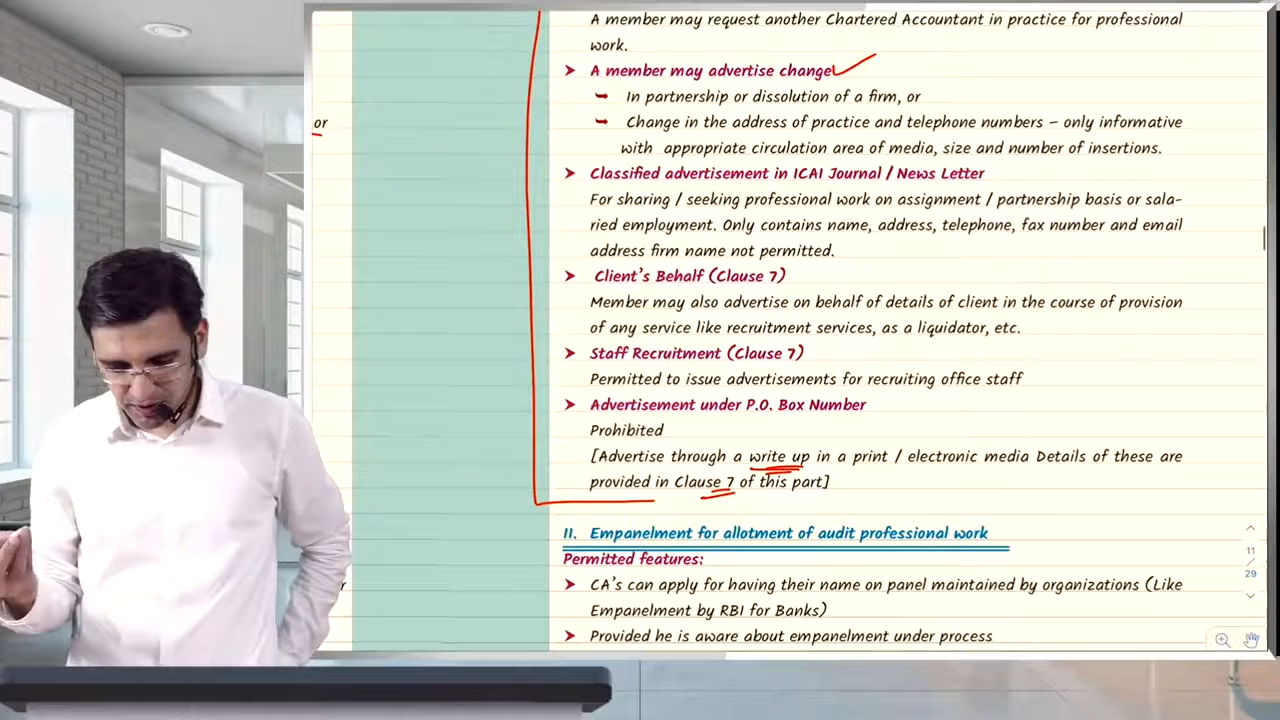 A member may request another Chartered Accountant in practice for professional
work.
➤ A member may advertise change
➥ In partnership or dissolution of a firm, or
or
➥ Change in the address of practice and telephone numbers – only informative
with appropriate circulation area of media, size and number of insertions.
➤ Classified advertisement in ICAI Journal / News Letter
For sharing / seeking professional work on assignment / partnership basis or sala-
ried employment. Only contains name, address, telephone, fax number and email
address firm name not permitted.
➤ Client's Behalf (Clause 7)
Member may also advertise on behalf of details of client in the course of provision
of any service like recruitment services, as a liquidator, etc.
➤ Staff Recruitment (Clause 7)
Permitted to issue advertisements for recruiting office staff
➤ Advertisement under P.O. Box Number
Prohibited
[Advertise through a write up in a print / electronic media Details of these are
provided in Clause 7 of this part]
II. Empanelment for allotment of audit professional work
Permitted features:
➤ CA's can apply for having their name on panel maintained by organizations (Like
Empanelment by RBI for Banks)
➤ Provided he is aware about empanelment under process
11
/
29